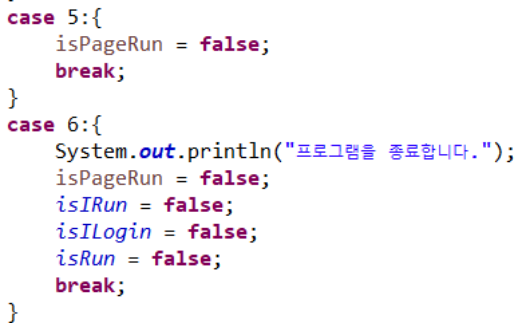 case 5:{
isPageRun = false;
break;
}
case 6:{
System.out.println("프로그램을 종료합니다.");
isPageRun = false;
isIRun = false;
isILogin = false;
isRun = false;
break;
}